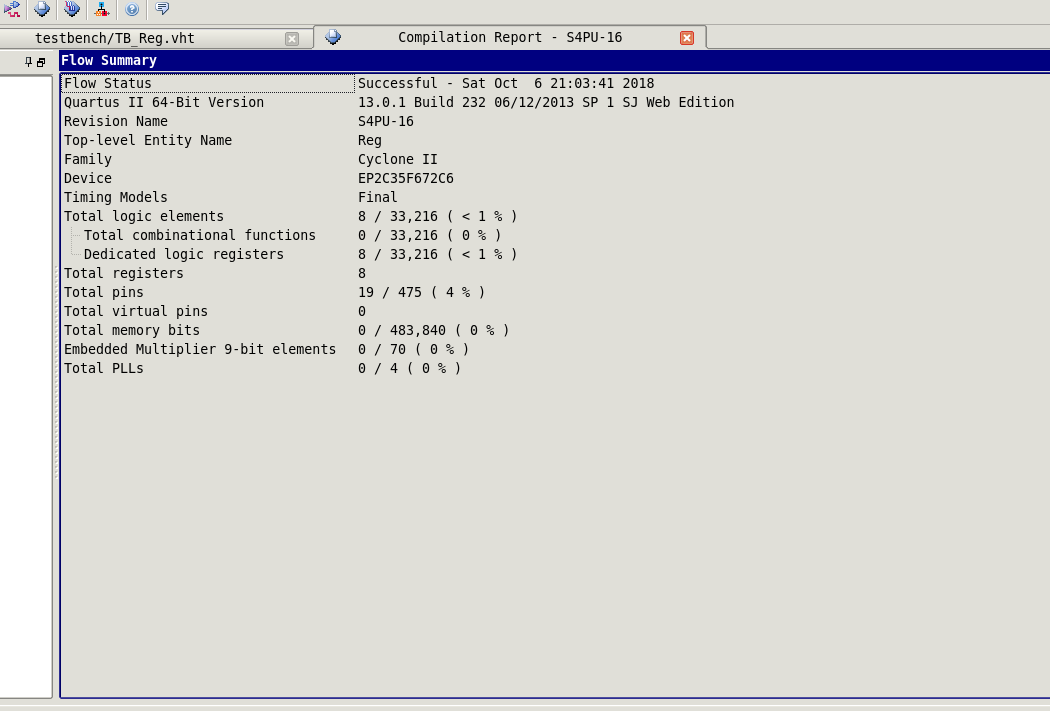 testbench/TB_Reg.vht
Compilation Report - S4PU-16
Flow Summary
Flow Status Successful - Sat Oct  6 21:03:41 2018
Quartus II 64-Bit Version 13.0.1 Build 232 06/12/2013 SP 1 SJ Web Edition
Revision Name S4PU-16
Top-level Entity Name Reg
Family Cyclone II
Device EP2C35F672C6
Timing Models Final
Total logic elements 8 / 33,216 ( < 1 % )
Total combinational functions 0 / 33,216 ( 0 % )
Dedicated logic registers 8 / 33,216 ( < 1 % )
Total registers 8
Total pins 19 / 475 ( 4 % )
Total virtual pins 0
Total memory bits 0 / 483,840 ( 0 % )
Embedded Multiplier 9-bit elements 0 / 70 ( 0 % )
Total PLLs 0 / 4 ( 0 % )